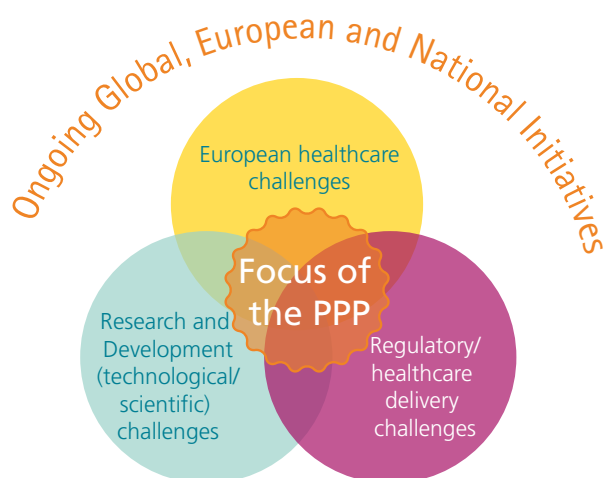 Ongoing Global, European and National Initiatives
European healthcare
challenges
Focus of
the PPP
Research and
Development
(technological/
scientific)
challenges
Regulatory/
healthcare
delivery
challenges